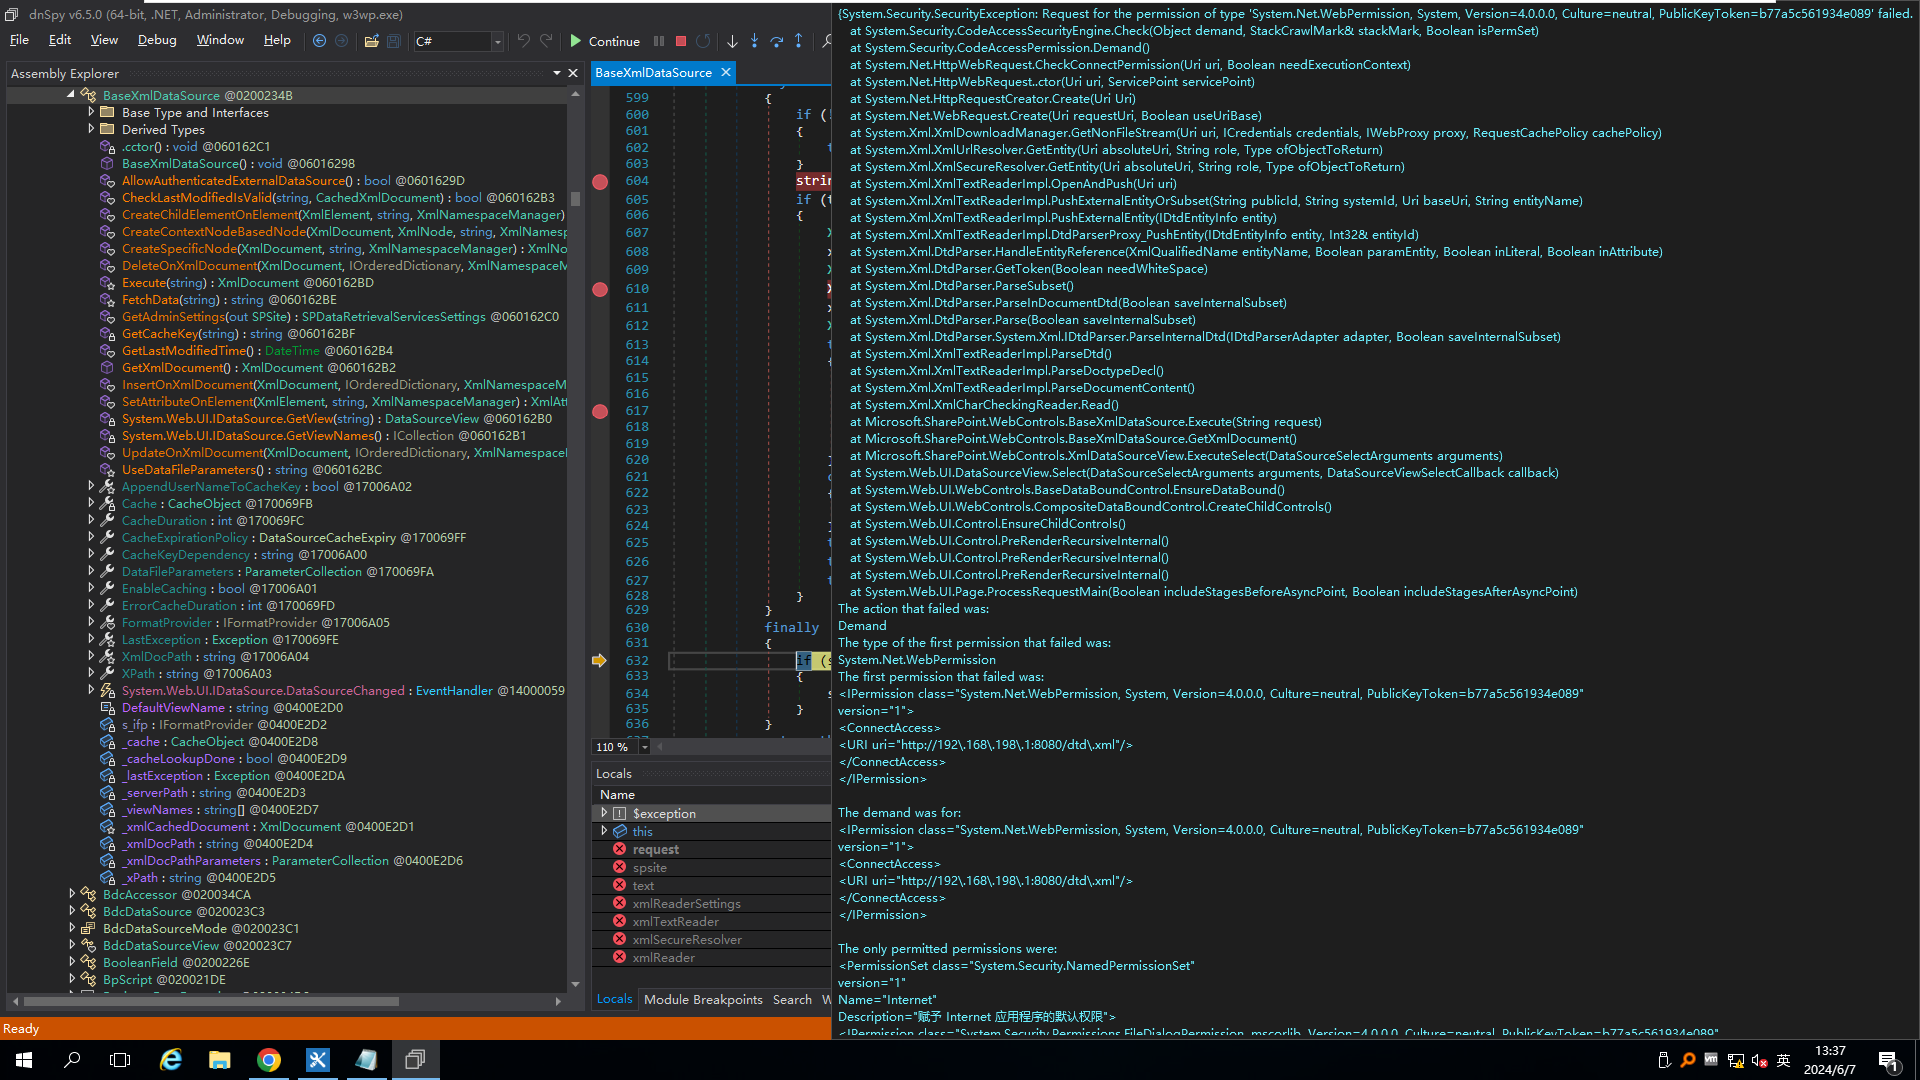 dnSpy v6.5.0 (64-bit, .NET, Administrator, Debugging, w3wp.exe)
File Edit View Debug Window Help C# Continue
Assembly Explorer
BaseXmlDataSource @0200234B
Base Type and Interfaces
Derived Types
.cctor() : void @060162C1
BaseXmlDataSource() : void @06016298
AllowAuthenticatedExternalDataSource() : bool @0601629D
CheckLastModifiedIsValid(string, CachedXmlDocument) : bool @060162B3
CreateChildElementOnElement(XmlElement, string, XmlNamespaceManager)
CreateContextNodeBasedNode(XmlDocument, XmlNode, string, XmlNamesp
CreateSpecificNode(XmlDocument, string, XmlNamespaceManager) : XmlNo
DeleteOnXmlDocument(XmlDocument, IOrderedDictionary, XmlNamespaceM
Execute(string) : XmlDocument @060162BD
FetchData(string) : string @060162BE
GetAdminSettings(out SPSite) : SPDataRetrievalServicesSettings @060162C0
GetCacheKey(string) : string @060162BF
GetLastModifiedTime() : DateTime @060162B4
GetXmlDocument() : XmlDocument @060162B2
InsertOnXmlDocument(XmlDocument, IOrderedDictionary, XmlNamespaceM
SetAttributeOnElement(XmlElement, string, XmlNamespaceManager) : XmlAt
System.Web.UI.IDataSource.GetView(string) : DataSourceView @060162B0
System.Web.UI.IDataSource.GetViewNames() : ICollection @060162B1
UpdateOnXmlDocument(XmlDocument, IOrderedDictionary, XmlNamespace
UseDataFileParameters() : string @060162BC
AppendUserNameToCacheKey : bool @17006A02
Cache : CacheObject @170069FB
CacheDuration : int @170069FC
CacheExpirationPolicy : DataSourceCacheExpiry @170069FF
CacheKeyDependency : string @17006A00
DataFileParameters : ParameterCollection @170069FA
EnableCaching : bool @17006A01
ErrorCacheDuration : int @170069FD
FormatProvider : IFormatProvider @17006A05
LastException : Exception @170069FE
XmlDocPath : string @17006A04
XPath : string @17006A03
System.Web.UI.IDataSource.DataSourceChanged : EventHandler @14000059
DefaultViewName : string @0400E2D0
s_ifp : IFormatProvider @0400E2D2
_cache : CacheObject @0400E2D8
_cacheLookupDone : bool @0400E2D9
_lastException : Exception @0400E2DA
_serverPath : string @0400E2D3
_viewNames : string[] @0400E2D7
_xmlCachedDocument : XmlDocument @0400E2D1
_xmlDocPath : string @0400E2D4
_xmlDocPathParameters : ParameterCollection @0400E2D6
_xPath : string @0400E2D5
BdcAccessor @020034CA
BdcDataSource @020023C3
BdcDataSourceMode @020023C1
BdcDataSourceView @020023C7
BooleanField @0200226E
BpScript @020021DE
BaseXmlDataSource
599 {
600 if (
601 {
602 t
603 }
604 strin
605 if (t
606 {
607
608 x
609
610
611 x
612
613 t
614 f
615
616
617
618
619
620 ]
621
622 f
623
624 ]
625 t
626 t
627 t
628 }
629 }
630 finally
631 {
632 if (s
633 {
634 s
635 }
636 }
110 %
Locals
Name
$exception
this
request
spsite
text
xmlReaderSettings
xmlTextReader
xmlSecureResolver
xmlReader
Locals Module Breakpoints Search W
{System.Security.SecurityException: Request for the permission of type 'System.Net.WebPermission, System, Version=4.0.0.0, Culture=neutral, PublicKeyToken=b77a5c561934e089' failed.
at System.Security.CodeAccessSecurityEngine.Check(Object demand, StackCrawlMark& stackMark, Boolean isPermSet)
at System.Security.CodeAccessPermission.Demand()
at System.Net.HttpWebRequest.CheckConnectPermission(Uri uri, Boolean needExecutionContext)
at System.Net.HttpWebRequest..ctor(Uri uri, ServicePoint servicePoint)
at System.Net.HttpRequestCreator.Create(Uri Uri)
at System.Net.WebRequest.Create(Uri requestUri, Boolean useUriBase)
at System.Xml.XmlDownloadManager.GetNonFileStream(Uri uri, ICredentials credentials, IWebProxy proxy, RequestCachePolicy cachePolicy)
at System.Xml.XmlUrlResolver.GetEntity(Uri absoluteUri, String role, Type ofObjectToReturn)
at System.Xml.XmlSecureResolver.GetEntity(Uri absoluteUri, String role, Type ofObjectToReturn)
at System.Xml.XmlTextReaderImpl.OpenAndPush(Uri uri)
at System.Xml.XmlTextReaderImpl.PushExternalEntityOrSubset(String publicId, String systemId, Uri baseUri, String entityName)
at System.Xml.XmlTextReaderImpl.PushExternalEntity(IDtdEntityInfo entity)
at System.Xml.XmlTextReaderImpl.DtdParserProxy_PushEntity(IDtdEntityInfo entity, Int32& entityId)
at System.Xml.DtdParser.HandleEntityReference(XmlQualifiedName entityName, Boolean paramEntity, Boolean inLiteral, Boolean inAttribute)
at System.Xml.DtdParser.GetToken(Boolean needWhiteSpace)
at System.Xml.DtdParser.ParseSubset()
at System.Xml.DtdParser.ParseInDocumentDtd(Boolean saveInternalSubset)
at System.Xml.DtdParser.Parse(Boolean saveInternalSubset)
at System.Xml.DtdParser.System.Xml.IDtdParser.ParseInternalDtd(IDtdParserAdapter adapter, Boolean saveInternalSubset)
at System.Xml.XmlTextReaderImpl.ParseDtd()
at System.Xml.XmlTextReaderImpl.ParseDoctypeDecl()
at System.Xml.XmlTextReaderImpl.ParseDocumentContent()
at System.Xml.XmlCharCheckingReader.Read()
at Microsoft.SharePoint.WebControls.BaseXmlDataSource.Execute(String request)
at Microsoft.SharePoint.WebControls.BaseXmlDataSource.GetXmlDocument()
at Microsoft.SharePoint.WebControls.XmlDataSourceView.ExecuteSelect(DataSourceSelectArguments arguments)
at System.Web.UI.DataSourceView.Select(DataSourceSelectArguments arguments, DataSourceViewSelectCallback callback)
at System.Web.UI.WebControls.BaseDataBoundControl.EnsureDataBound()
at System.Web.UI.WebControls.CompositeDataBoundControl.CreateChildControls()
at System.Web.UI.Control.EnsureChildControls()
at System.Web.UI.Control.PreRenderRecursiveInternal()
at System.Web.UI.Control.PreRenderRecursiveInternal()
at System.Web.UI.Control.PreRenderRecursiveInternal()
at System.Web.UI.Page.ProcessRequestMain(Boolean includeStagesBeforeAsyncPoint, Boolean includeStagesAfterAsyncPoint)
The action that failed was:
Demand
The type of the first permission that failed was:
System.Net.WebPermission
The first permission that failed was:
<IPermission class="System.Net.WebPermission, System, Version=4.0.0.0, Culture=neutral, PublicKeyToken=b77a5c561934e089"
version="1">
<ConnectAccess>
<URI uri="http://192\.168\.198\.1:8080/dtd\.xml"/>
</ConnectAccess>
</IPermission>
The demand was for:
<IPermission class="System.Net.WebPermission, System, Version=4.0.0.0, Culture=neutral, PublicKeyToken=b77a5c561934e089"
version="1">
<ConnectAccess>
<URI uri="http://192\.168\.198\.1:8080/dtd\.xml"/>
</ConnectAccess>
</IPermission>
The only permitted permissions were:
<PermissionSet class="System.Security.NamedPermissionSet"
version="1"
Name="Internet"
Description="赋予 Internet 应用程序的默认权限">
<IPermission class="System.Security.Permissions.FileDialogPermission, mscorlib, Version=4.0.0.0, Culture=neutral, PublicKeyToken=b77a5c561934e089"
Ready
英
13:37
2024/6/7
1